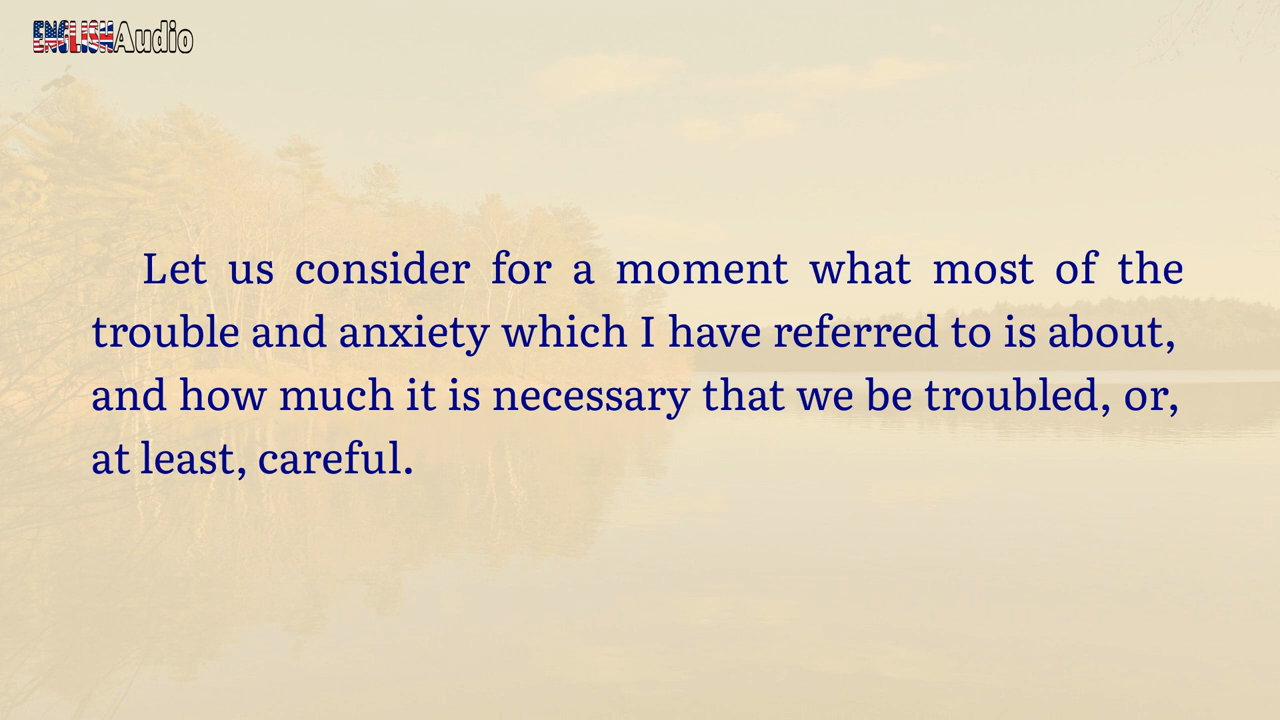 ENGLISHAudio
Let us consider for a moment what most of the
trouble and anxiety which I have referred to is about,
and how much it is necessary that we be troubled, or,
at least, careful.